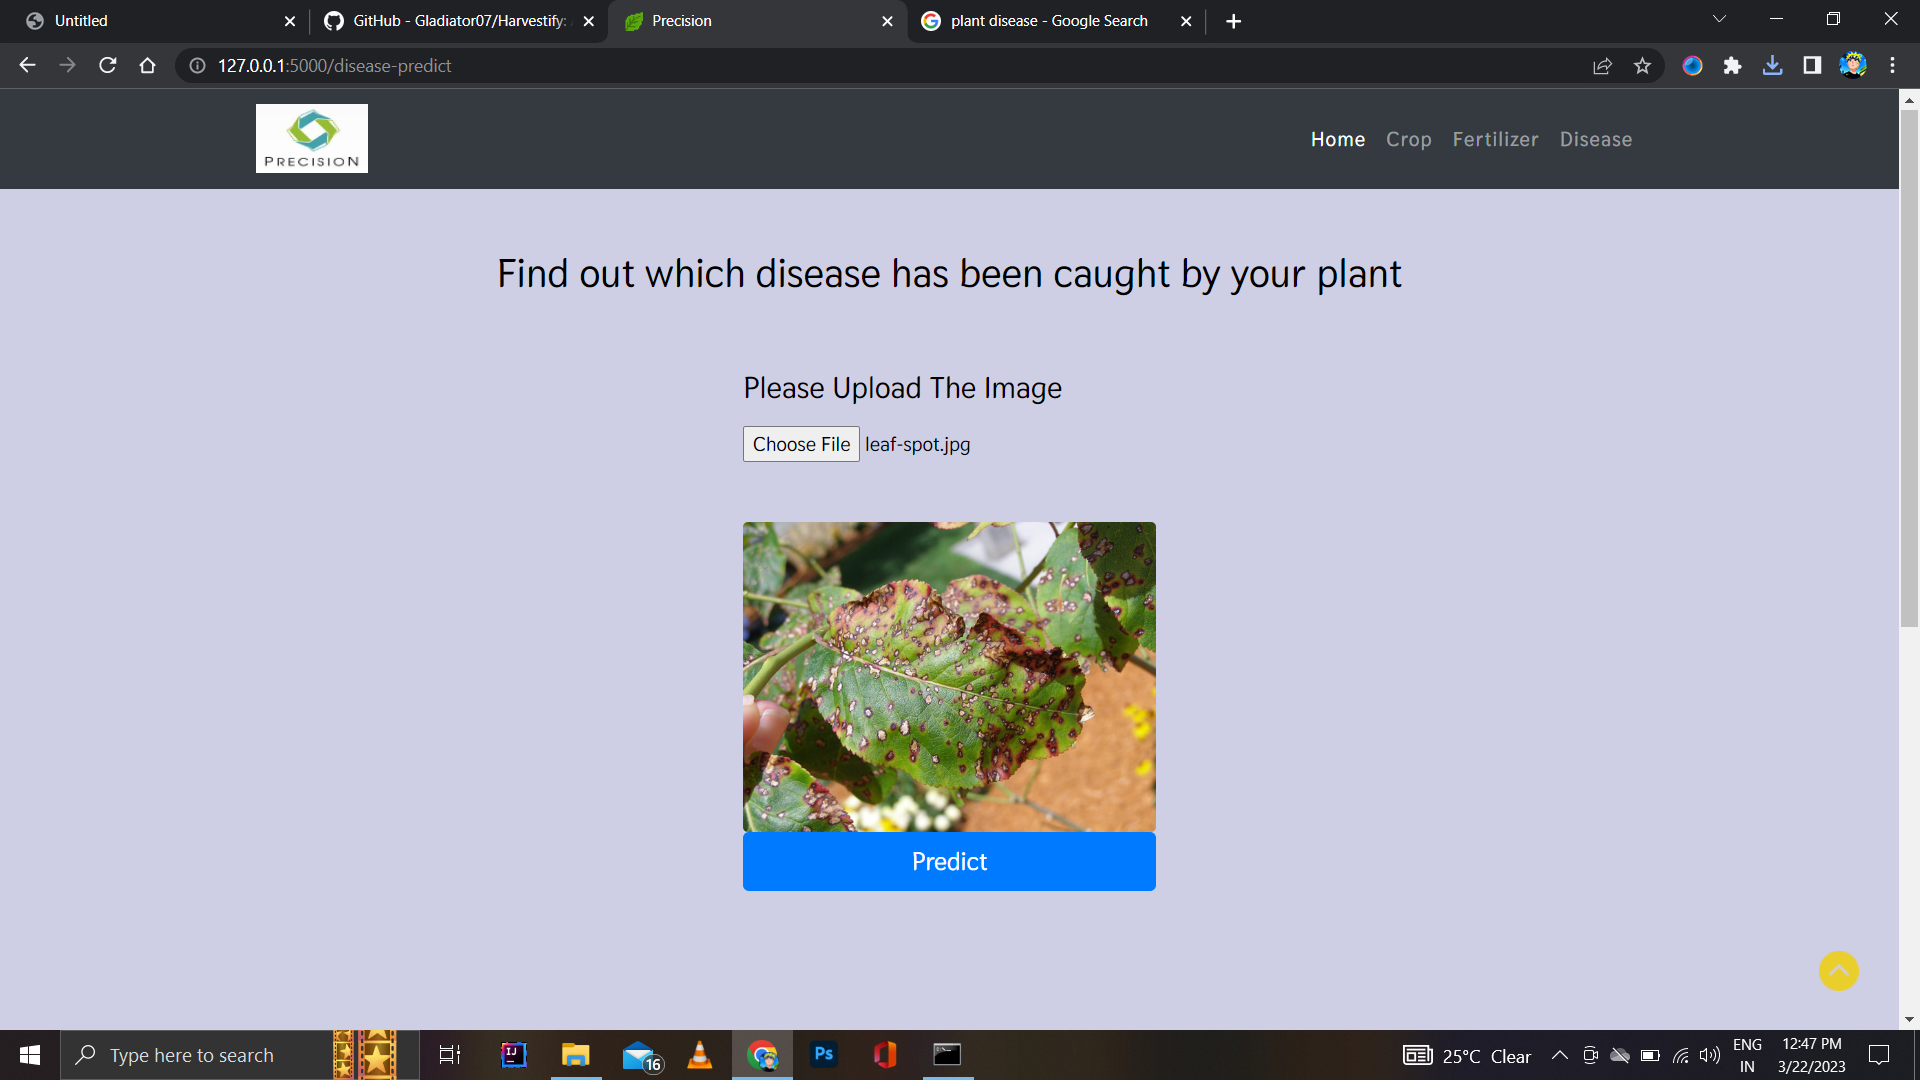 Untitled
GitHub - Gladiator07/Harvestify:
Precision
plant disease - Google Search
127.0.0.1:5000/disease-predict
PRECISION
Home Crop Fertilizer Disease
Find out which disease has been caught by your plant
Please Upload The Image
Choose File leaf-spot.jpg
Predict
Type here to search
IJ
16
Ps
25°C Clear
ENG
IN
12:47 PM
3/22/2023